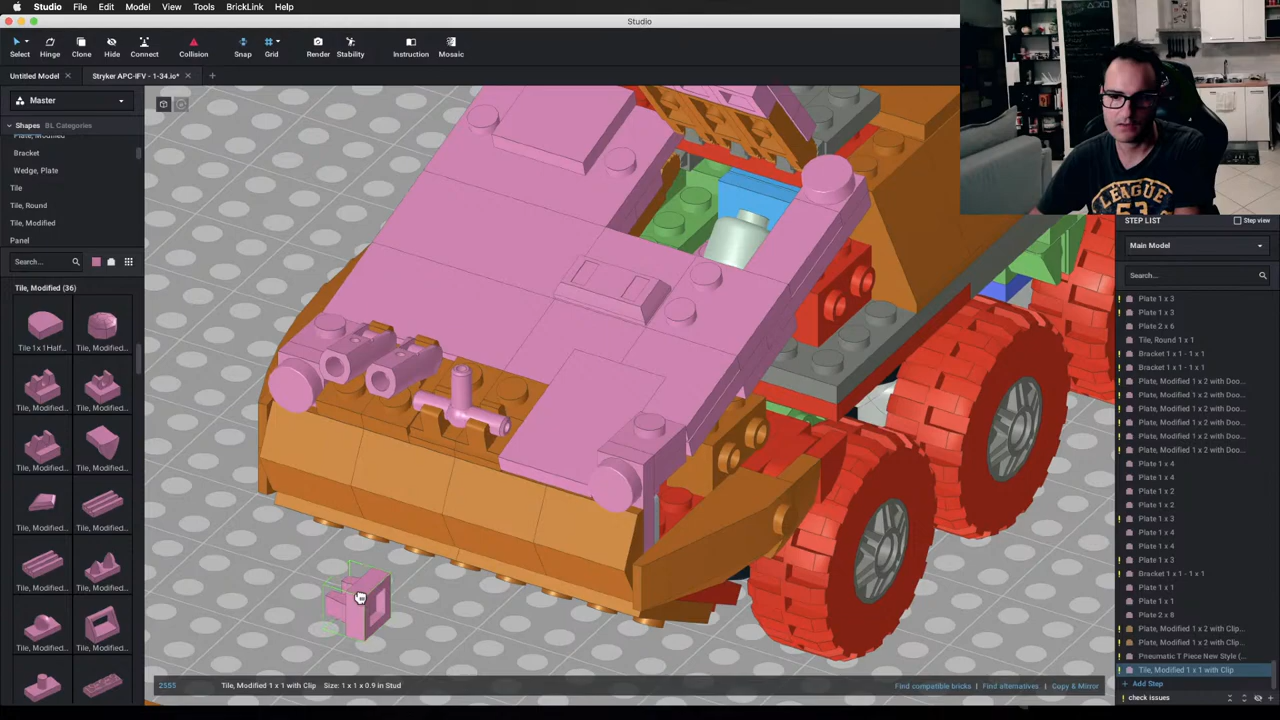 Studio File Edit Model View Tools BrickLink Help
Studio
Select Hinge Clone Hide Connect Collision Snap Grid Render Stability Instruction Mosaic
Untitled Model × Stryker APC-IFV - 1-34.io* × +
Master
Shapes BL Categories
Plate, Modified
Bracket
Wedge, Plate
Tile
Tile, Round
Tile, Modified
Panel
Search...
Tile, Modified (36)
Tile 1x1Half... Tile, Modified...
Tile, Modified... Tile, Modified...
Tile, Modified... Tile, Modified...
Tile, Modified... Tile, Modified...
Tile, Modified... Tile, Modified...
Tile, Modified... Tile, Modified...
LEAGUE
53
STEP LIST Step view
Main Model
Search...
Plate 1 x 3
Plate 1 x 3
Plate 2 x 6
Tile, Round 1 x 1
Bracket 1 x 1 - 1 x 1
Bracket 1 x 1 - 1 x 1
Plate, Modified 1 x 2 with Doo...
Plate, Modified 1 x 2 with Doo...
Plate, Modified 1 x 2 with Doo...
Plate, Modified 1 x 2 with Doo...
Plate, Modified 1 x 2 with Doo...
Plate, Modified 1 x 2 with Doo...
Plate 1 x 4
Plate 1 x 4
Plate 1 x 2
Plate 1 x 2
Plate 1 x 3
Plate 1 x 4
Plate 1 x 4
Plate 1 x 3
Bracket 1 x 1 - 1 x 1
Plate 1 x 1
Plate 1 x 1
Plate 2 x 8
Plate, Modified 1 x 2 with Clip...
Plate, Modified 1 x 2 with Clip...
Pneumatic T Piece New Style (...
Tile, Modified 1 x 1 with Clip
+ Add Step
check issues
2555 Tile, Modified 1 x 1 with Clip Size: 1 x 1 x 0.9 in Stud Find compatible bricks | Find alternatives | Copy & Mirror